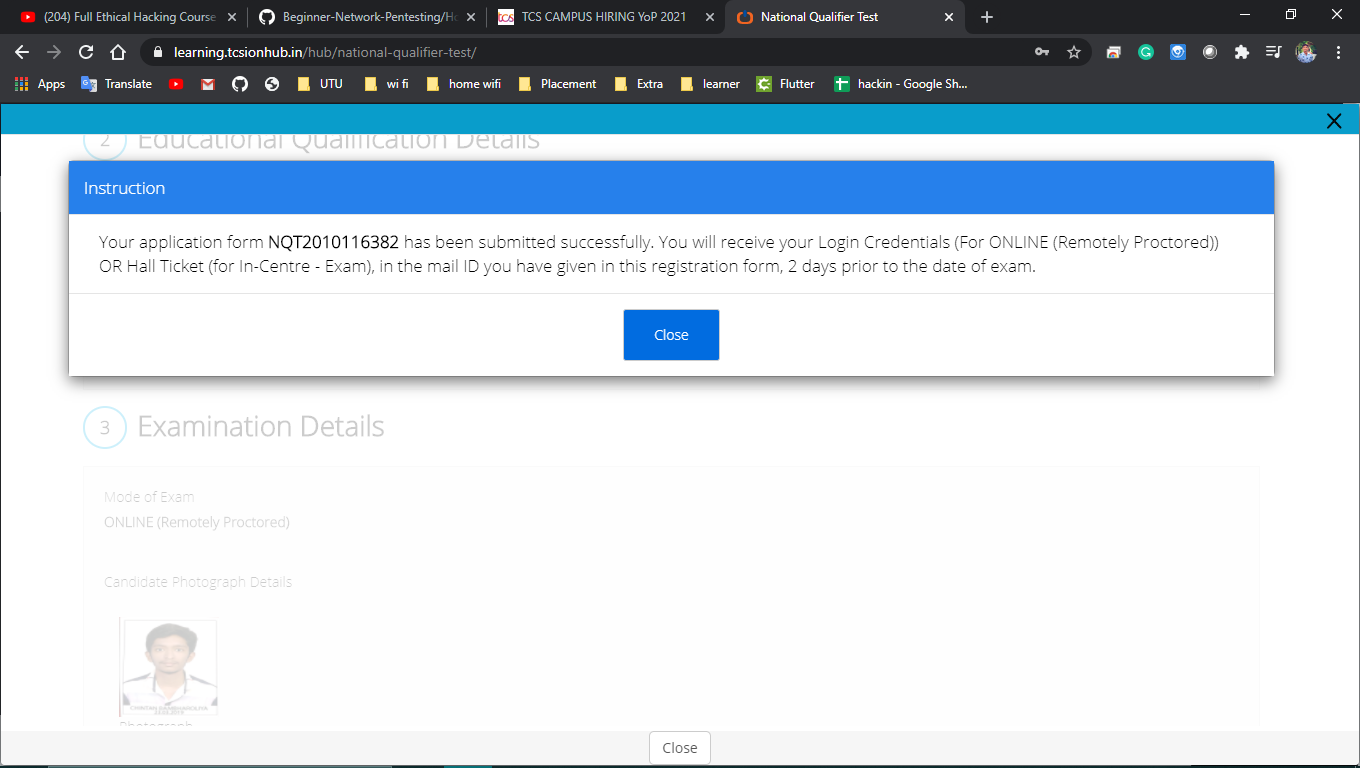 (204) Full Ethical Hacking Course
Beginner-Network-Pentesting/Hc
tcs TCS CAMPUS HIRING YoP 2021
National Qualifier Test
learning.tcsionhub.in/hub/national-qualifier-test/
Apps Translate UTU wi fi home wifi Placement Extra learner Flutter hackin - Google Sh...
2 Educational Qualification Details
Instruction
Your application form NQT2010116382 has been submitted successfully. You will receive your Login Credentials (For ONLINE (Remotely Proctored))
OR Hall Ticket (for In-Centre - Exam), in the mail ID you have given in this registration form, 2 days prior to the date of exam.
Close
3 Examination Details
Mode of Exam
ONLINE (Remotely Proctored)
Candidate Photograph Details
Photograph
Close